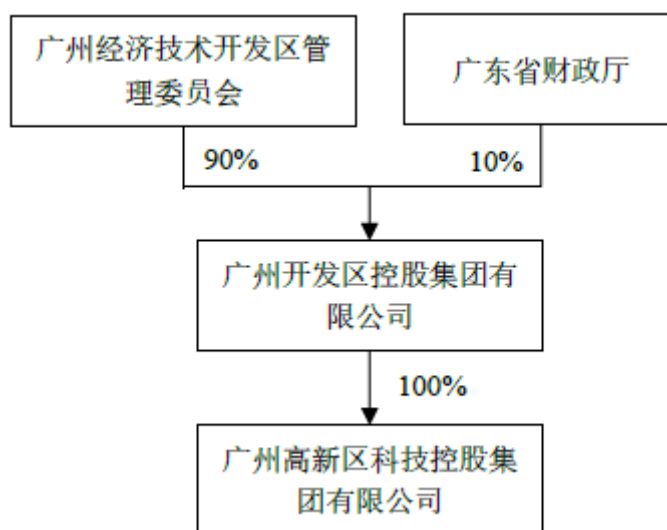 广州经济技术开发区管
理委员会
广东省财政厅
90%
10%
广州开发区控股集团有
限公司
100%
广州高新区科技控股集
团有限公司